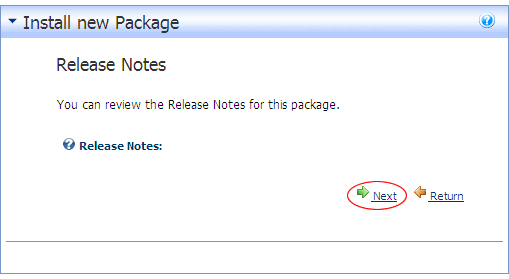 Install new Package
Release Notes
You can review the Release Notes for this package.
Release Notes:
Next Return